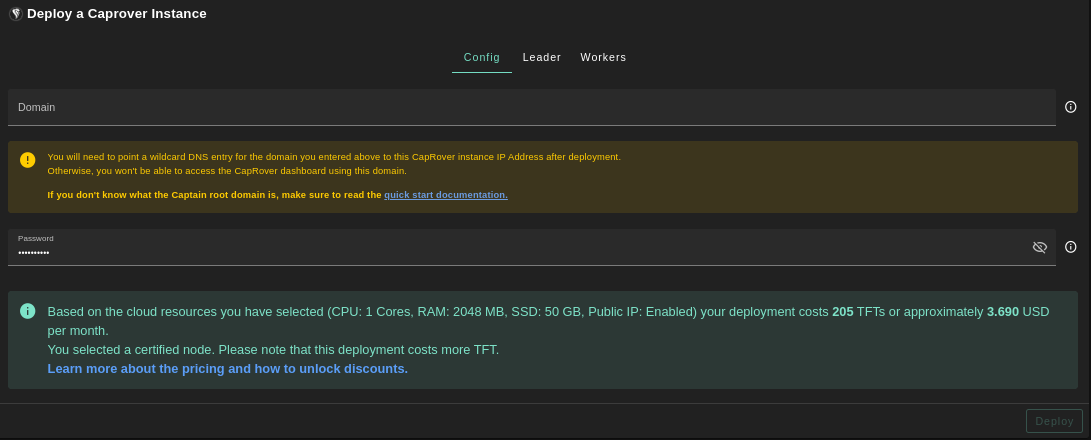 Deploy a Caprover Instance
Config Leader Workers
Domain
You will need to point a wildcard DNS entry for the domain you entered above to this CapRover instance IP Address after deployment.
Otherwise, you won't be able to access the CapRover dashboard using this domain.
If you don't know what the Captain root domain is, make sure to read the quick start documentation.
Password
••••••••••
Based on the cloud resources you have selected (CPU: 1 Cores, RAM: 2048 MB, SSD: 50 GB, Public IP: Enabled) your deployment costs 205 TFTs or approximately 3.690 USD
per month.
You selected a certified node. Please note that this deployment costs more TFT.
Learn more about the pricing and how to unlock discounts.
Deploy